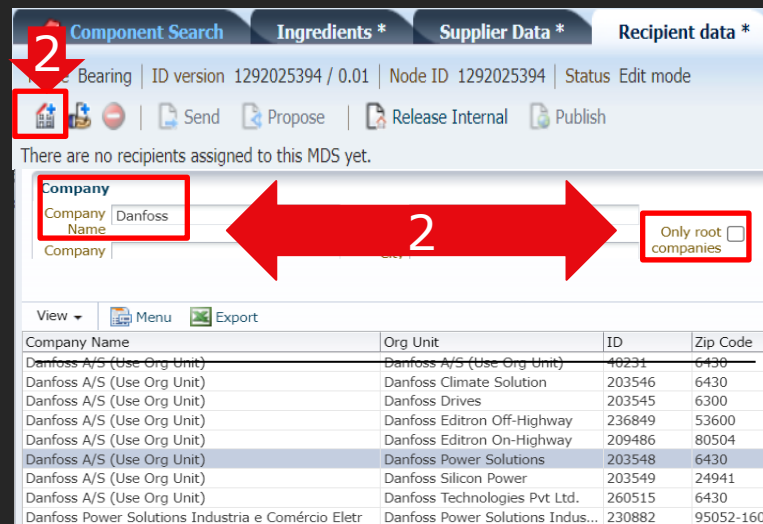 Component Search Ingredients * Supplier Data * Recipient data *
2
Bearing | ID version 1292025394 / 0.01 | Node ID 1292025394 | Status Edit mode
Send Propose | Release Internal Publish
There are no recipients assigned to this MDS yet.
Company
Company Name Danfoss
2
Only root companies
Company
City
View Menu Export
Company Name Org Unit ID Zip Code
Danfoss A/S (Use Org Unit) Danfoss A/S (Use Org Unit) 40231 6430
Danfoss A/S (Use Org Unit) Danfoss Climate Solution 203546 6430
Danfoss A/S (Use Org Unit) Danfoss Drives 203545 6300
Danfoss A/S (Use Org Unit) Danfoss Editron Off-Highway 236849 53600
Danfoss A/S (Use Org Unit) Danfoss Editron On-Highway 209486 80504
Danfoss A/S (Use Org Unit) Danfoss Power Solutions 203548 6430
Danfoss A/S (Use Org Unit) Danfoss Silicon Power 203549 24941
Danfoss A/S (Use Org Unit) Danfoss Technologies Pvt Ltd. 260515 6430
Danfoss Power Solutions Industria e Comércio Eletr Danfoss Power Solutions Indus... 230882 95052-160